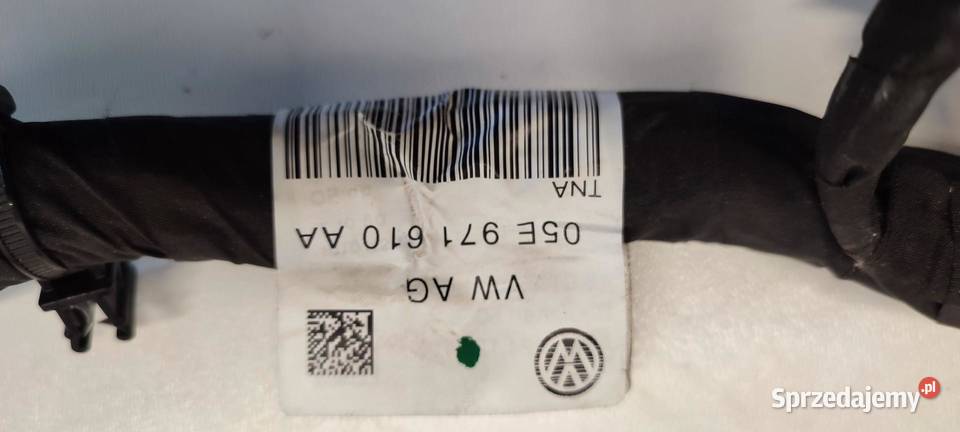 VW AG
05E 971 610 AA
TNA
Sprzedajemy.pl